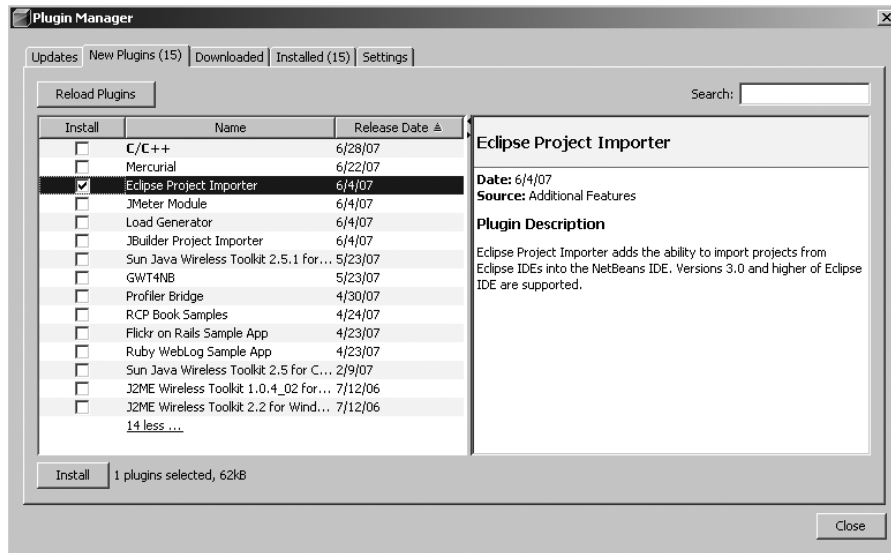 Plugin Manager
Updates New Plugins (15) Downloaded Installed (15) Settings
Reload Plugins
Search:
Install Name Release Date
C/C++ 6/28/07
Mercurial 6/22/07
Eclipse Project Importer 6/4/07
JMeter Module 6/4/07
Load Generator 6/4/07
JBuilder Project Importer 6/4/07
Sun Java Wireless Toolkit 2.5.1 for... 5/23/07
GWT4NB 5/23/07
Profiler Bridge 4/30/07
RCP Book Samples 4/24/07
Flickr on Rails Sample App 4/23/07
Ruby WebLog Sample App 4/23/07
Sun Java Wireless Toolkit 2.5 for C... 2/9/07
J2ME Wireless Toolkit 1.0.4_02 for... 7/12/06
J2ME Wireless Toolkit 2.2 for Wind... 7/12/06
14 less ...
Eclipse Project Importer
Date: 6/4/07
Source: Additional Features
Plugin Description
Eclipse Project Importer adds the ability to import projects from
Eclipse IDEs into the NetBeans IDE. Versions 3.0 and higher of Eclipse
IDE are supported.
Install 1 plugins selected, 62kB
Close